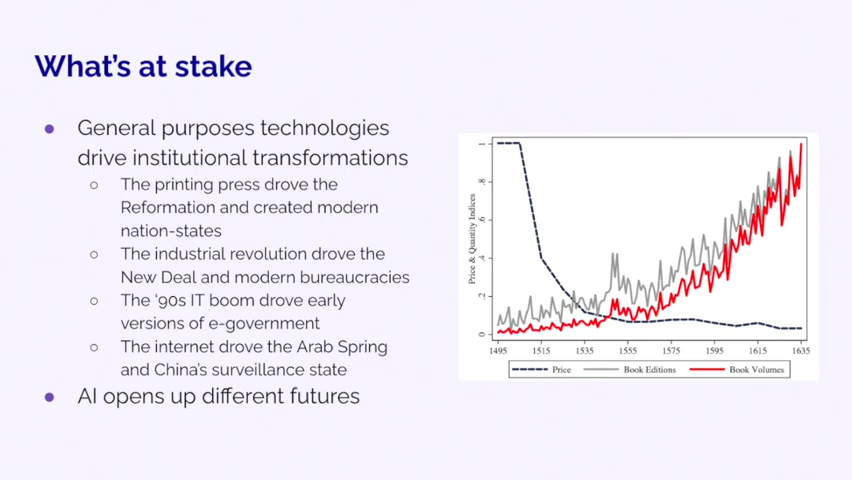 What's at stake
● General purposes technologies
drive institutional transformations
○ The printing press drove the
Reformation and created modern
nation-states
○ The industrial revolution drove the
New Deal and modern bureaucracies
○ The '90s IT boom drove early
versions of e-government
○ The internet drove the Arab Spring
and China's surveillance state
● AI opens up different futures
Price & Quantity Indices
1
.8
.6
.4
.2
0
1495 1515 1535 1555 1575 1595 1615 1635
Price Book Editions Book Volumes